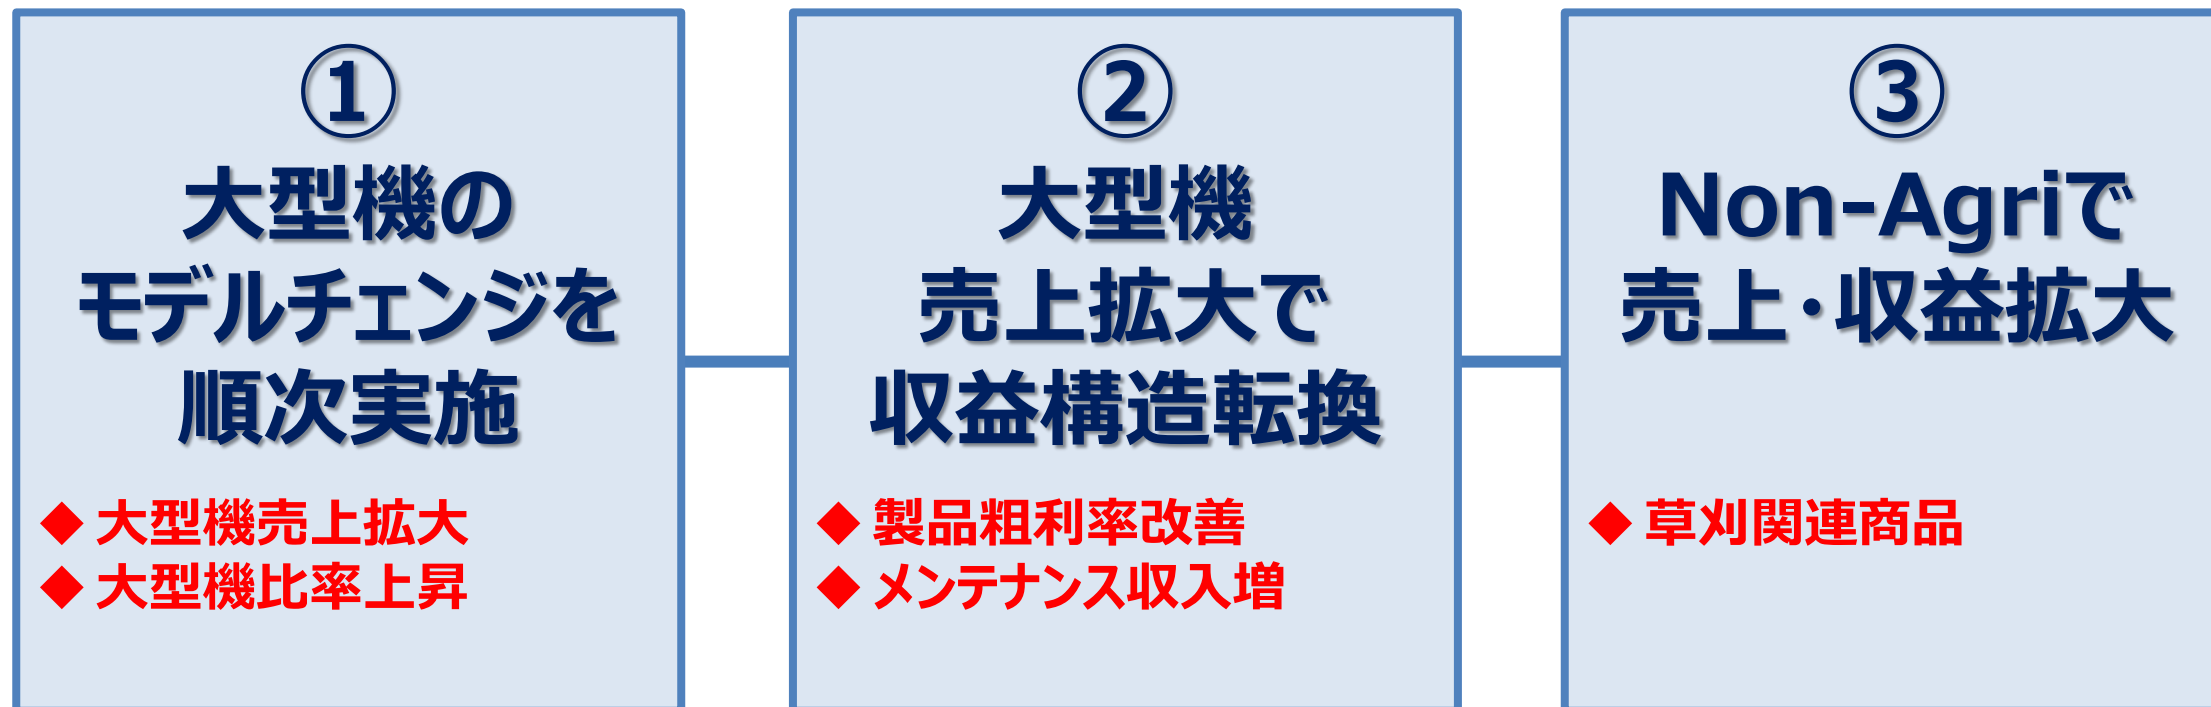 ①
大型機の
モデルチェンジを
順次実施
◆ 大型機売上拡大
◆ 大型機比率上昇
②
大型機
売上拡大で
収益構造転換
◆ 製品粗利率改善
◆ メンテナンス収入増
③
Non-Agriで
売上・収益拡大
◆ 草刈関連商品